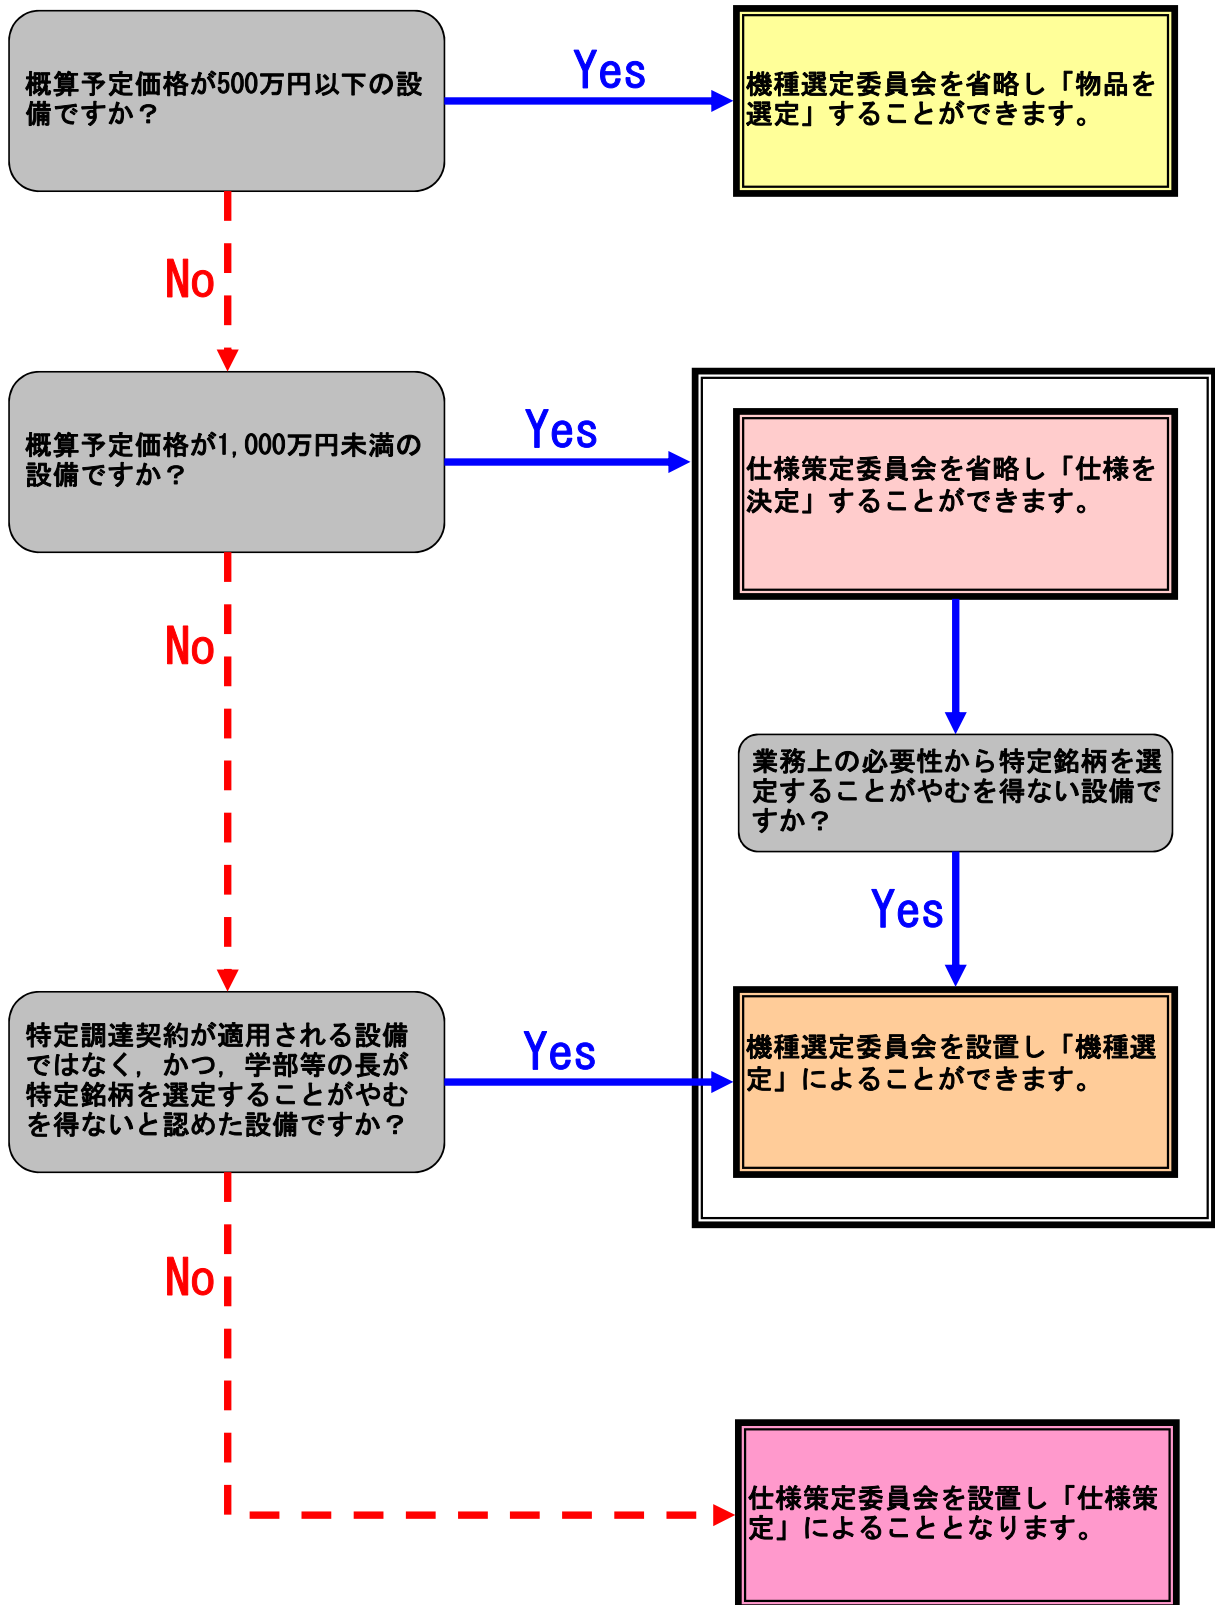 概算予定価格が500万円以下の設
備ですか？
Yes
機種選定委員会を省略し「物品を
選定」することができます。
No
概算予定価格が1,000万円未満の
設備ですか？
Yes
仕様策定委員会を省略し「仕様を
決定」することができます。
No
業務上の必要性から特定銘柄を選
定することがやむを得ない設備で
すか？
Yes
特定調達契約が適用される設備
ではなく，かつ，学部等の長が
特定銘柄を選定することがやむ
を得ないと認めた設備ですか？
Yes
機種選定委員会を設置し「機種選
定」によることができます。
No
仕様策定委員会を設置し「仕様策
定」によることとなります。